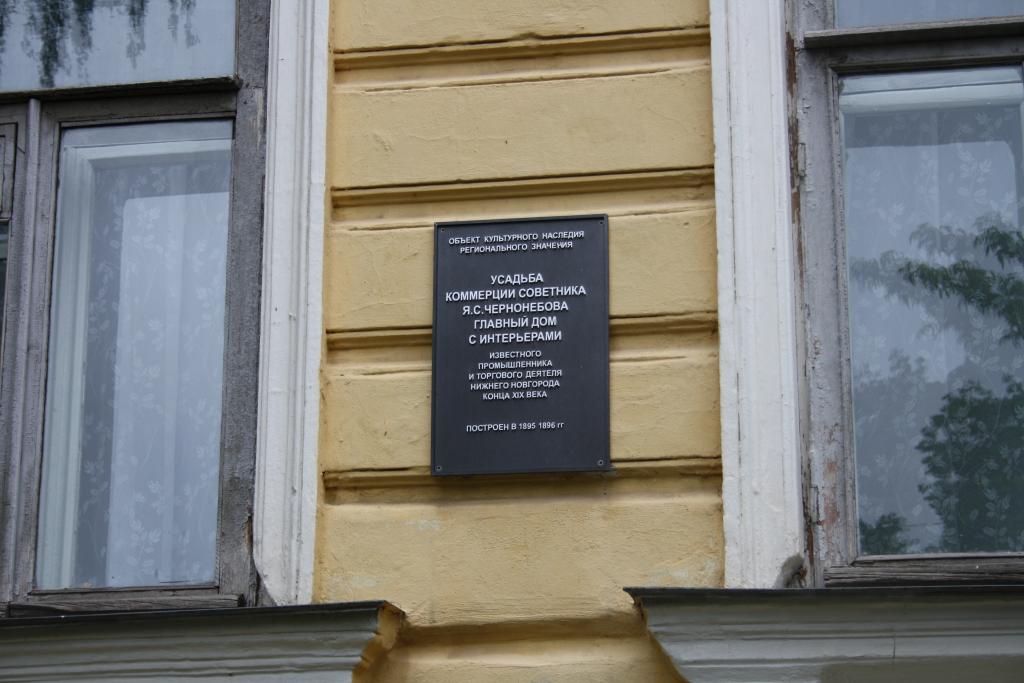 ОБЪЕКТ КУЛЬТУРНОГО НАСЛЕДИЯ
РЕГИОНАЛЬНОГО ЗНАЧЕНИЯ
УСАДЬБА
КОММЕРЦИИ СОВЕТНИКА
Я.С.ЧЕРНОНЕБОВА
ГЛАВНЫЙ ДОМ
С ИНТЕРЬЕРАМИ
ИЗВЕСТНОГО
ПРОМЫШЛЕННИКА
И ТОРГОВОГО ДЕЯТЕЛЯ
НИЖНЕГО НОВГОРОДА
КОНЦА XIX ВЕКА
ПОСТРОЕН В 1895 1896 гг